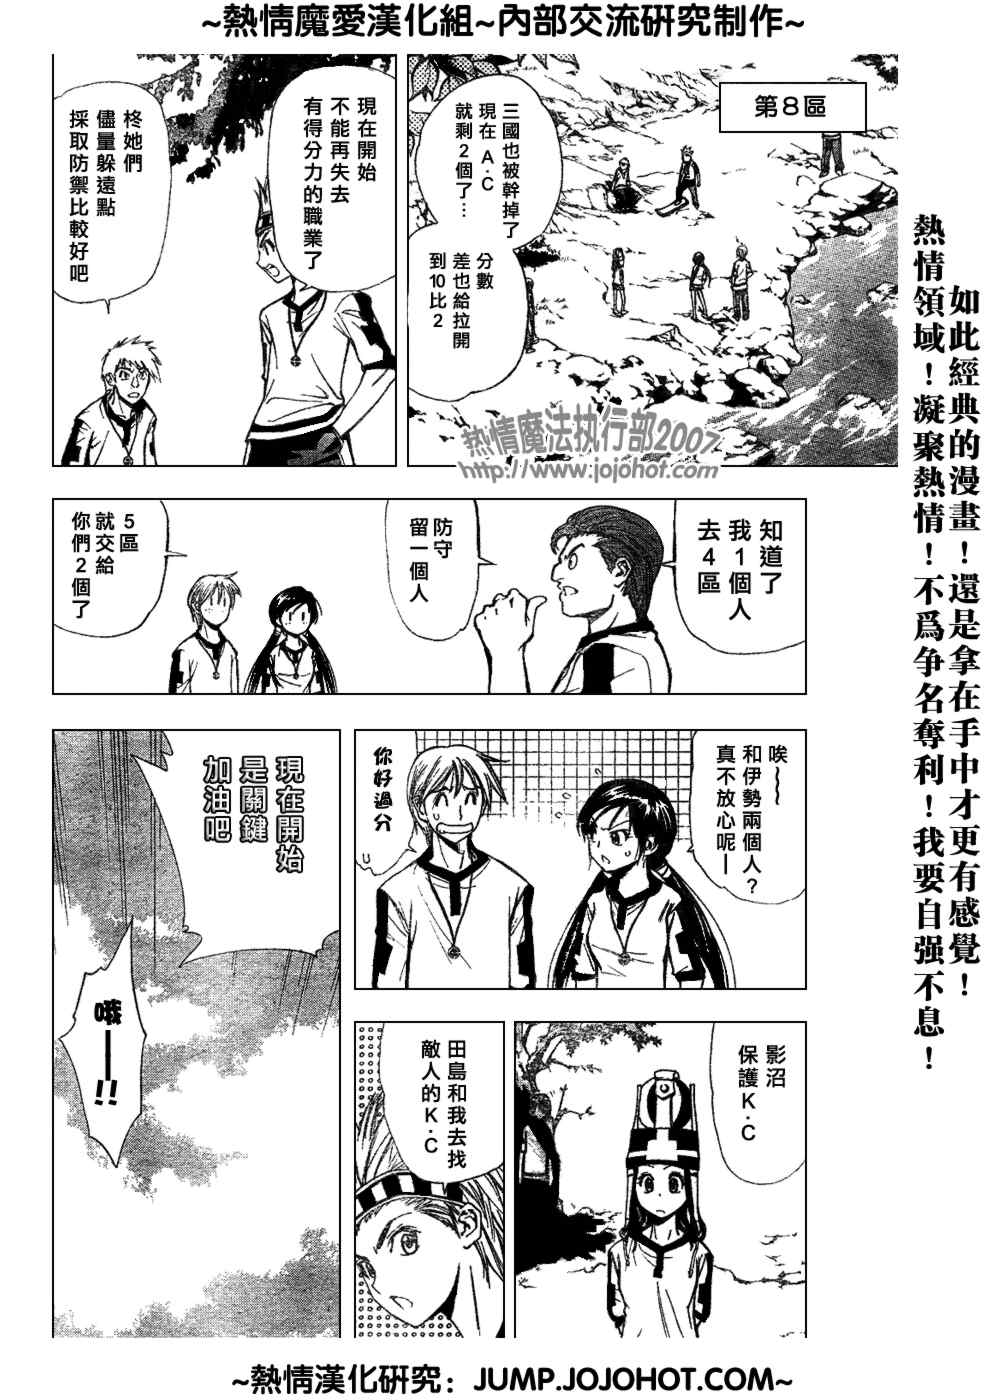 ~熱情魔愛漢化組~內部交流研究制作~
第8區
三國也被幹掉了
現在 A.C
就剩2個了…
分數
差也給拉開
到10比2
現在開始
不能再失去
有得分力的職業了
柊她們
儘量躲遠點
採取防禦比較好吧
熱情魔法执行部2007
http://www.jojohot.com
知道了
我1個人
去4區
防守
留一個人
5區
就交給
你們2個了
唉～～
和伊勢兩個人?
真不放心呢—
你好過分
現在開始
是關鍵
加油吧
哦——!!
影沼
保護K.C
田島和我去找
敵人的K.C
如此經典的漫畫！還是拿在手中才更有感覺！
熱情領域！凝聚熱情！不爲争名奪利！我要自强不息！
~熱情漢化研究：JUMP.JOJOHOT.COM~